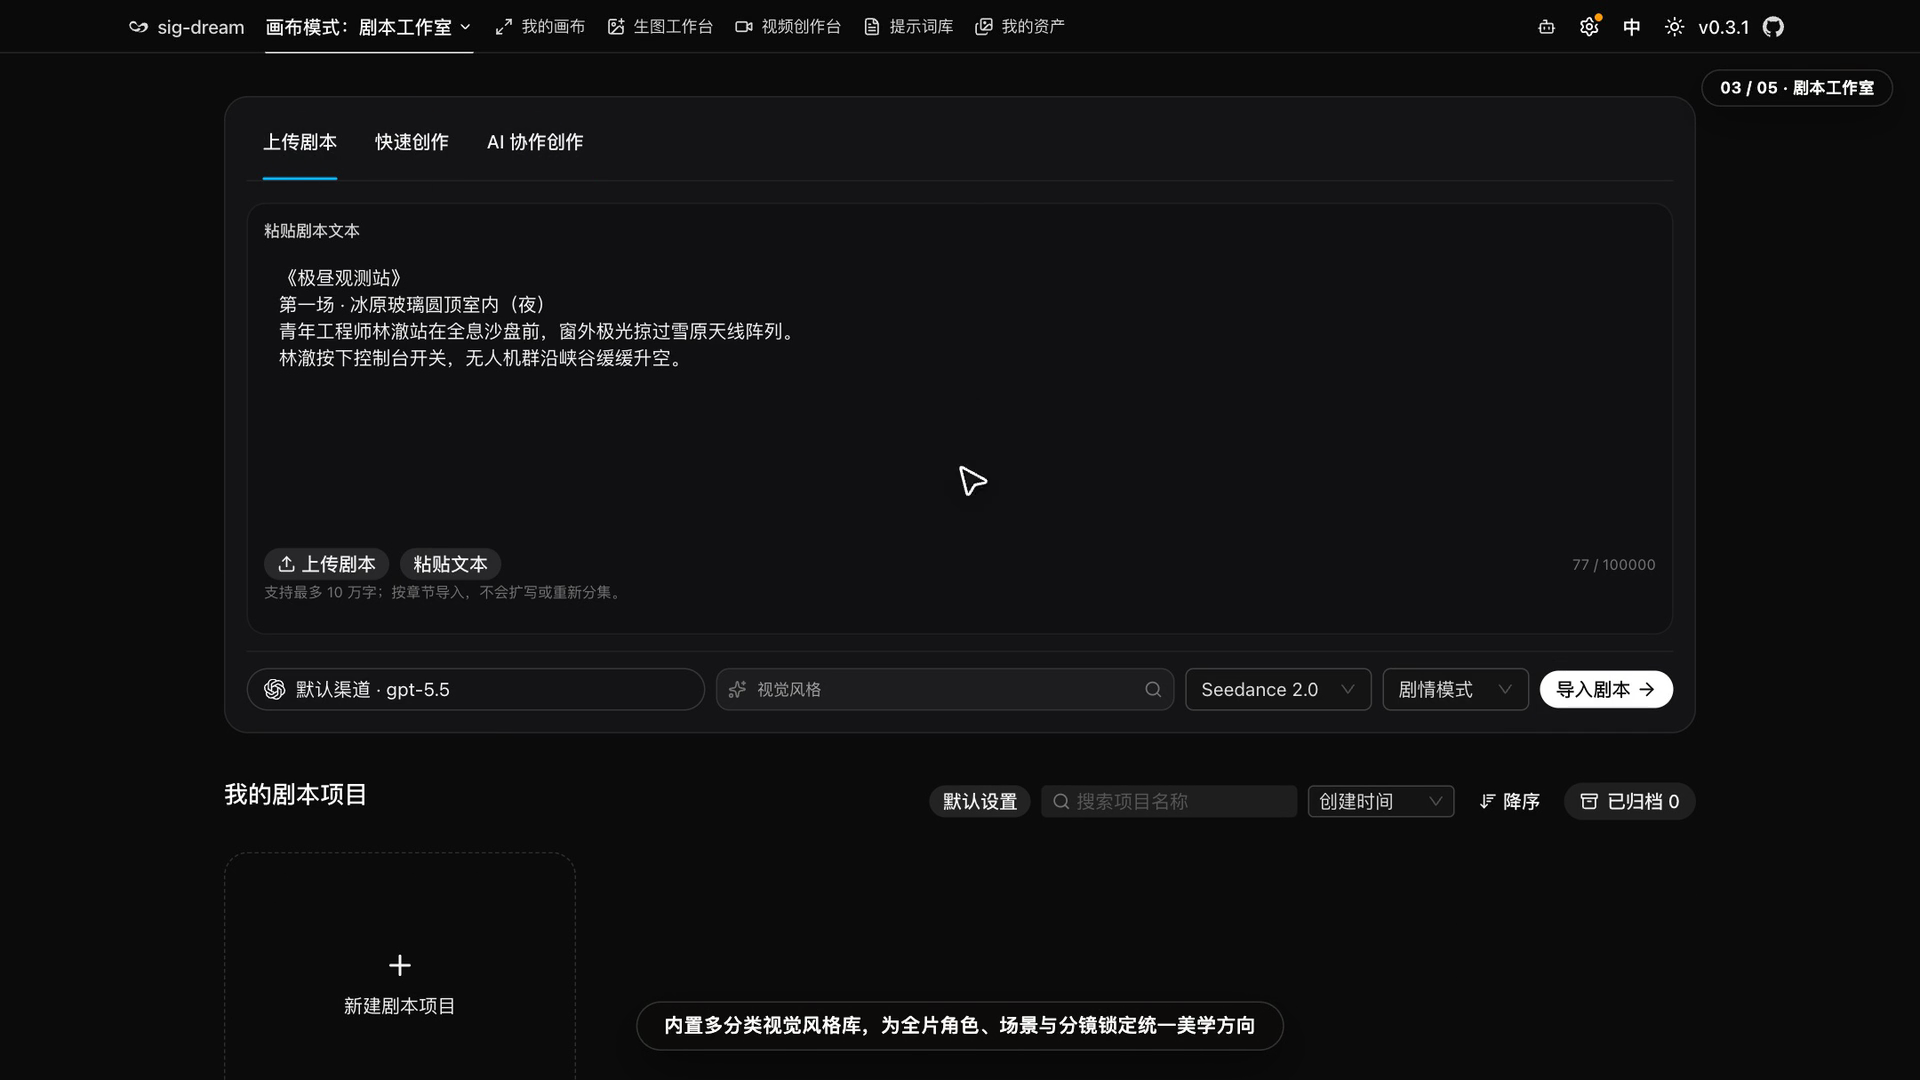 sig-dream 画布模式：剧本工作室 我的画布 生图工作台 视频创作台 提示词库 我的资产 中 v0.3.1
03 / 05 · 剧本工作室
上传剧本 快速创作 AI 协作创作
粘贴剧本文本
《极昼观测站》
第一场 · 冰原玻璃圆顶室内（夜）
青年工程师林澈站在全息沙盘前，窗外极光掠过雪原天线阵列。
林澈按下控制台开关，无人机群沿峡谷缓缓升空。
上传剧本 粘贴文本 77 / 100000
支持最多 10 万字；按章节导入，不会扩写或重新分集。
默认渠道 · gpt-5.5 视觉风格 Seedance 2.0 剧情模式 导入剧本
我的剧本项目 默认设置 搜索项目名称 创建时间 降序 已归档 0
新建剧本项目
内置多分类视觉风格库，为全片角色、场景与分镜锁定统一美学方向